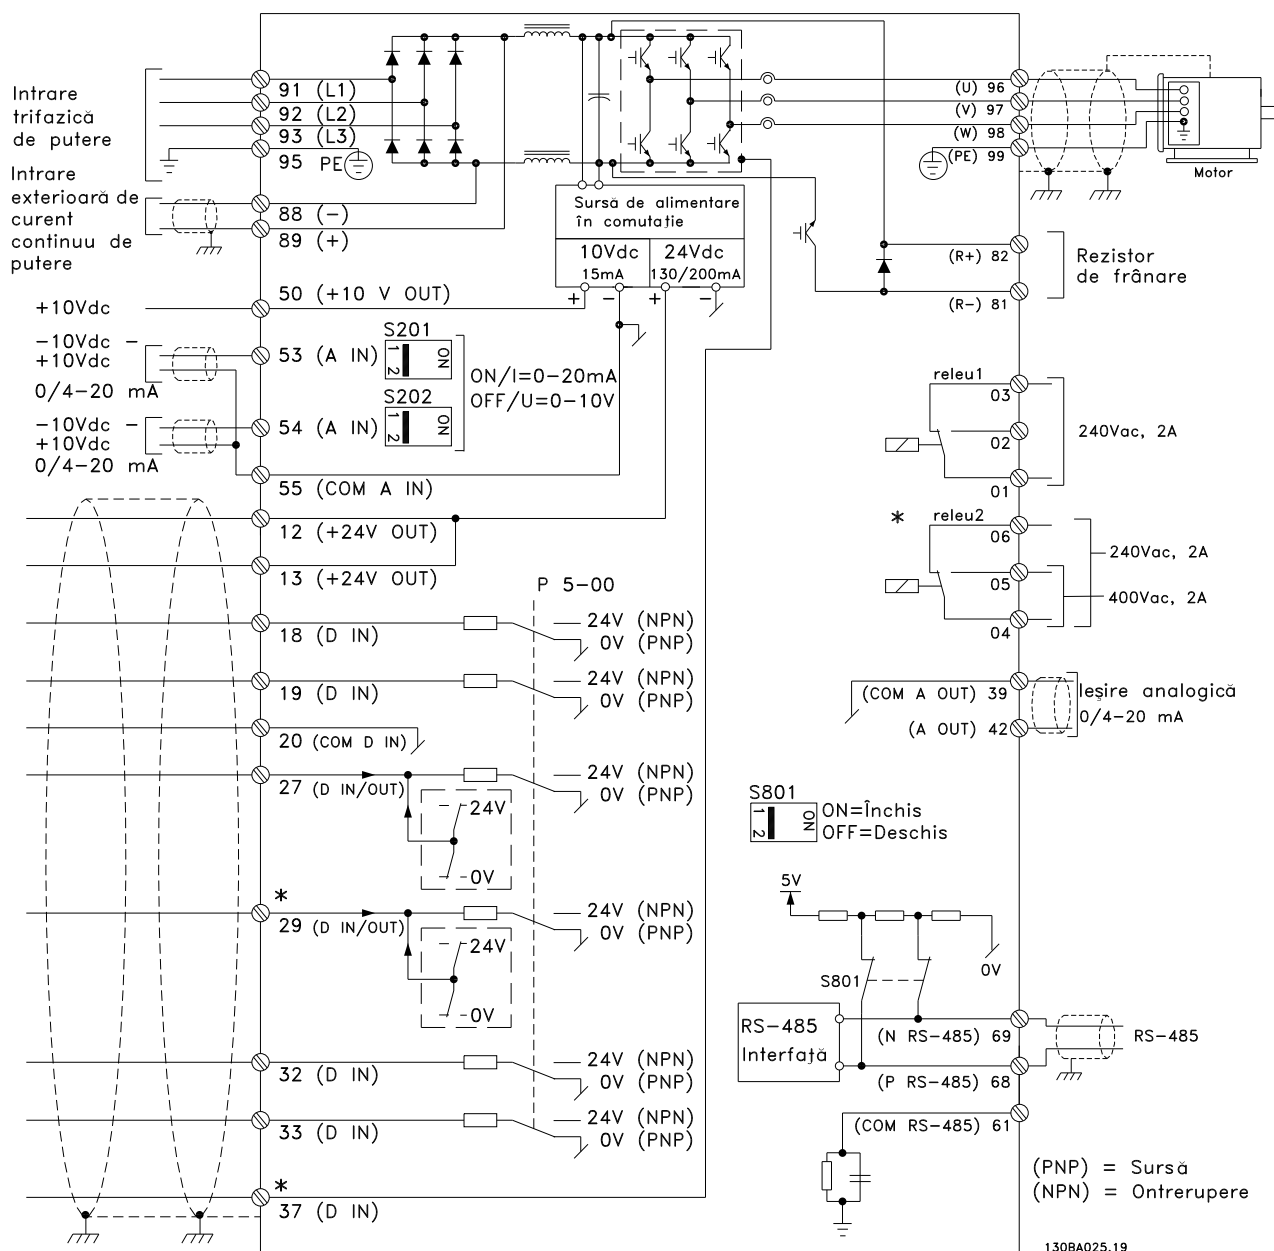 Intrare
trifazică
de putere
91 (L1)
92 (L2)
93 (L3)
95 PE
Intrare
exterioară de
curent
continuu de
putere
88 (−)
89 (+)
Sursă de alimentare
în comutație
10Vdc
15mA
24Vdc
130/200mA
+ − + −
(U) 96
(V) 97
(W) 98
(PE) 99
Motor
(R+) 82
(R−) 81
Rezistor
de frânare
+10Vdc
50 (+10 V OUT)
−10Vdc −
+10Vdc
0/4−20 mA
53 (A IN)
S201
1 2 ON
ON/I=0−20mA
OFF/U=0−10V
S202
1 2 ON
−10Vdc −
+10Vdc
0/4−20 mA
54 (A IN)
55 (COM A IN)
releu1
03
02
01
240Vac, 2A
* releu2
06
05
04
240Vac, 2A
400Vac, 2A
12 (+24V OUT)
13 (+24V OUT)
P 5−00
18 (D IN)
24V (NPN)
0V (PNP)
19 (D IN)
24V (NPN)
0V (PNP)
20 (COM D IN)
27 (D IN/OUT)
24V (NPN)
0V (PNP)
24V
0V
*
29 (D IN/OUT)
24V (NPN)
0V (PNP)
24V
0V
32 (D IN)
24V (NPN)
0V (PNP)
33 (D IN)
24V (NPN)
0V (PNP)
*
37 (D IN)
(COM A OUT) 39
(A OUT) 42
Ieșire analogică
0/4−20 mA
S801
1 2 ON
ON=Închis
OFF=Deschis
5V
0V
S801
RS−485
Interfață
(N RS−485) 69
(P RS−485) 68
(COM RS−485) 61
RS−485
(PNP) = Sursă
(NPN) = Ontrerupere
130BA025.19